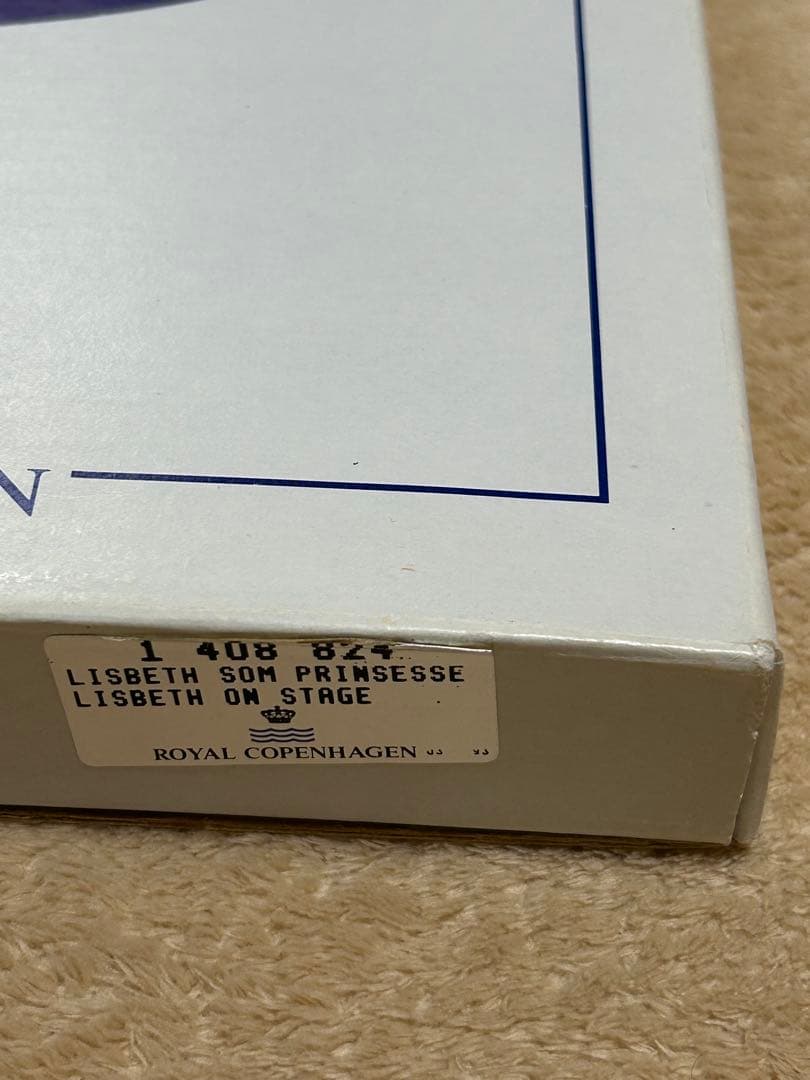 N
1 408 824
LISBETH SOM PRINSESSE
LISBETH ON STAGE
ROYAL COPENHAGEN